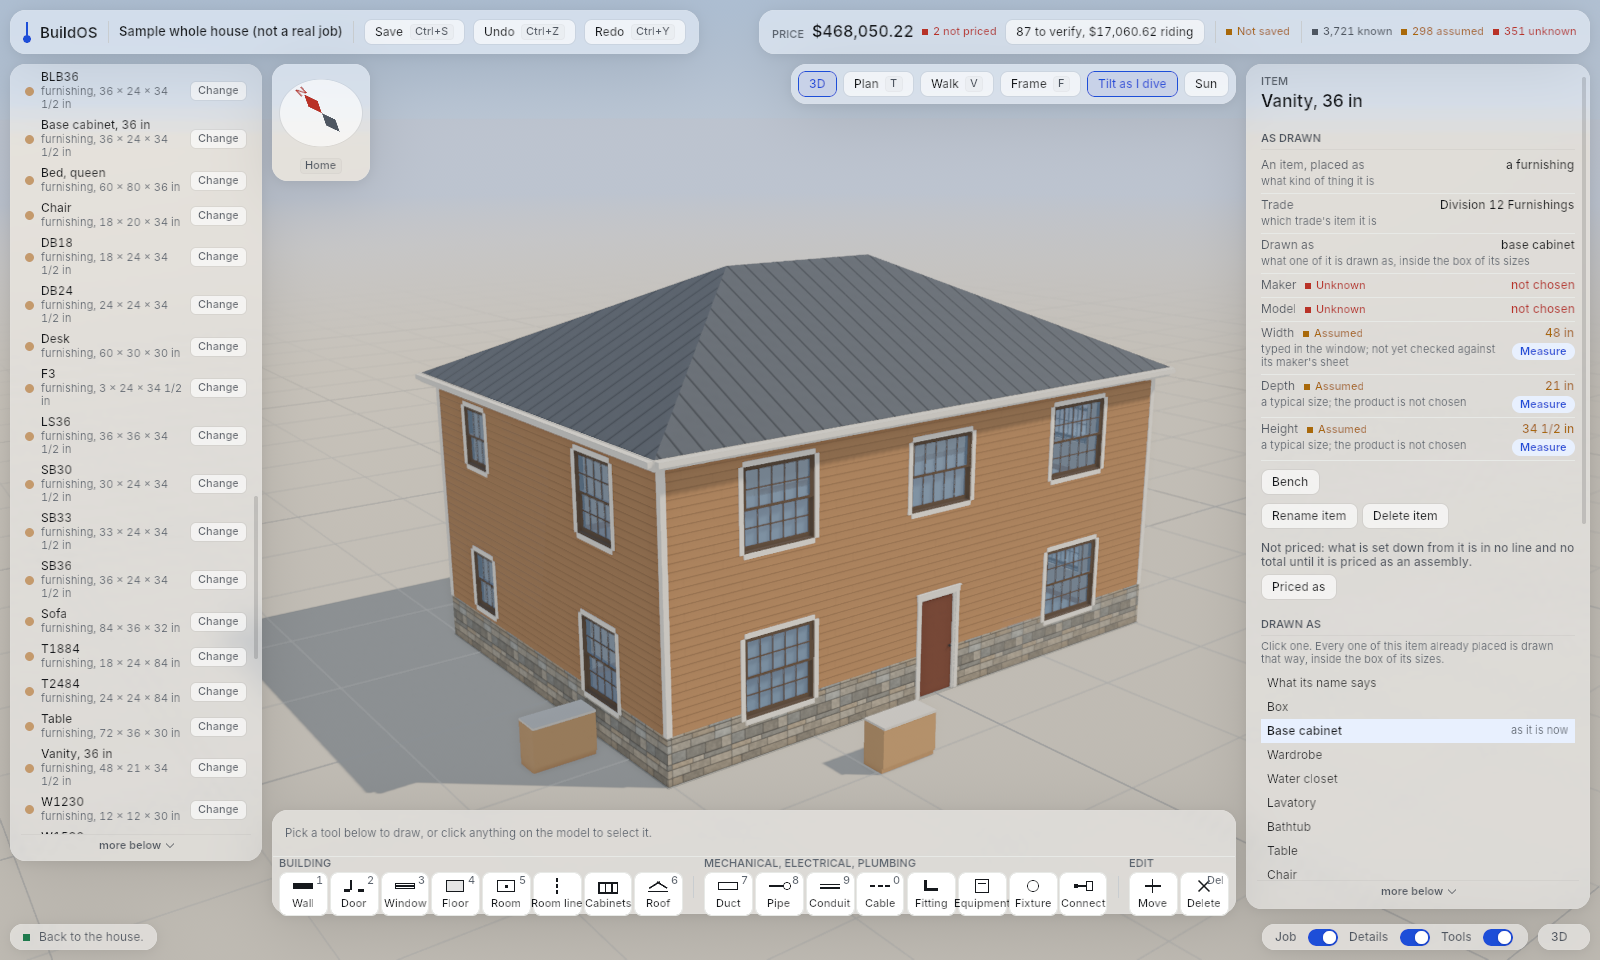 BuildOS
Sample whole house (not a real job)
Save Ctrl+S
Undo Ctrl+Z
Redo Ctrl+Y
PRICE $468,050.22
2 not priced
87 to verify, $17,060.62 riding
Not saved
3,721 known
298 assumed
351 unknown
BLB36
furnishing, 36 × 24 × 34
1/2 in
Change
Base cabinet, 36 in
furnishing, 36 × 24 × 34
1/2 in
Change
Bed, queen
furnishing, 60 × 80 × 36 in
Change
Chair
furnishing, 18 × 20 × 34 in
Change
DB18
furnishing, 18 × 24 × 34
1/2 in
Change
DB24
furnishing, 24 × 24 × 34
1/2 in
Change
Desk
furnishing, 60 × 30 × 30 in
Change
F3
furnishing, 3 × 24 × 34 1/2
in
Change
LS36
furnishing, 36 × 36 × 34
1/2 in
Change
SB30
furnishing, 30 × 24 × 34
1/2 in
Change
SB33
furnishing, 33 × 24 × 34
1/2 in
Change
SB36
furnishing, 36 × 24 × 34
1/2 in
Change
Sofa
furnishing, 84 × 36 × 32 in
Change
T1884
furnishing, 18 × 24 × 84 in
Change
T2484
furnishing, 24 × 24 × 84 in
Change
Table
furnishing, 72 × 36 × 30 in
Change
Vanity, 36 in
furnishing, 48 × 21 × 34
1/2 in
Change
W1230
furnishing, 12 × 12 × 30 in
Change
more below
N
Home
3D
Plan T
Walk V
Frame F
Tilt as I dive
Sun
ITEM
Vanity, 36 in
AS DRAWN
An item, placed as a furnishing
what kind of thing it is
Trade Division 12 Furnishings
which trade's item it is
Drawn as base cabinet
what one of it is drawn as, inside the box of its sizes
Maker Unknown not chosen
Model Unknown not chosen
Width Assumed 48 in
typed in the window; not yet checked against
its maker's sheet
Measure
Depth Assumed 21 in
a typical size; the product is not chosen
Measure
Height Assumed 34 1/2 in
a typical size; the product is not chosen
Measure
Bench
Rename item
Delete item
Not priced: what is set down from it is in no line and no
total until it is priced as an assembly.
Priced as
DRAWN AS
Click one. Every one of this item already placed is drawn
that way, inside the box of its sizes.
What its name says
Box
Base cabinet as it is now
Wardrobe
Water closet
Lavatory
Bathtub
Table
Chair
more below
Pick a tool below to draw, or click anything on the model to select it.
BUILDING
1 Wall
2 Door
3 Window
4 Floor
5 Room
Room line
Cabinets
6 Roof
MECHANICAL, ELECTRICAL, PLUMBING
7 Duct
8 Pipe
9 Conduit
0 Cable
Fitting
Equipment
Fixture
Connect
EDIT
Move
Del Delete
Back to the house.
Job
Details
Tools
3D